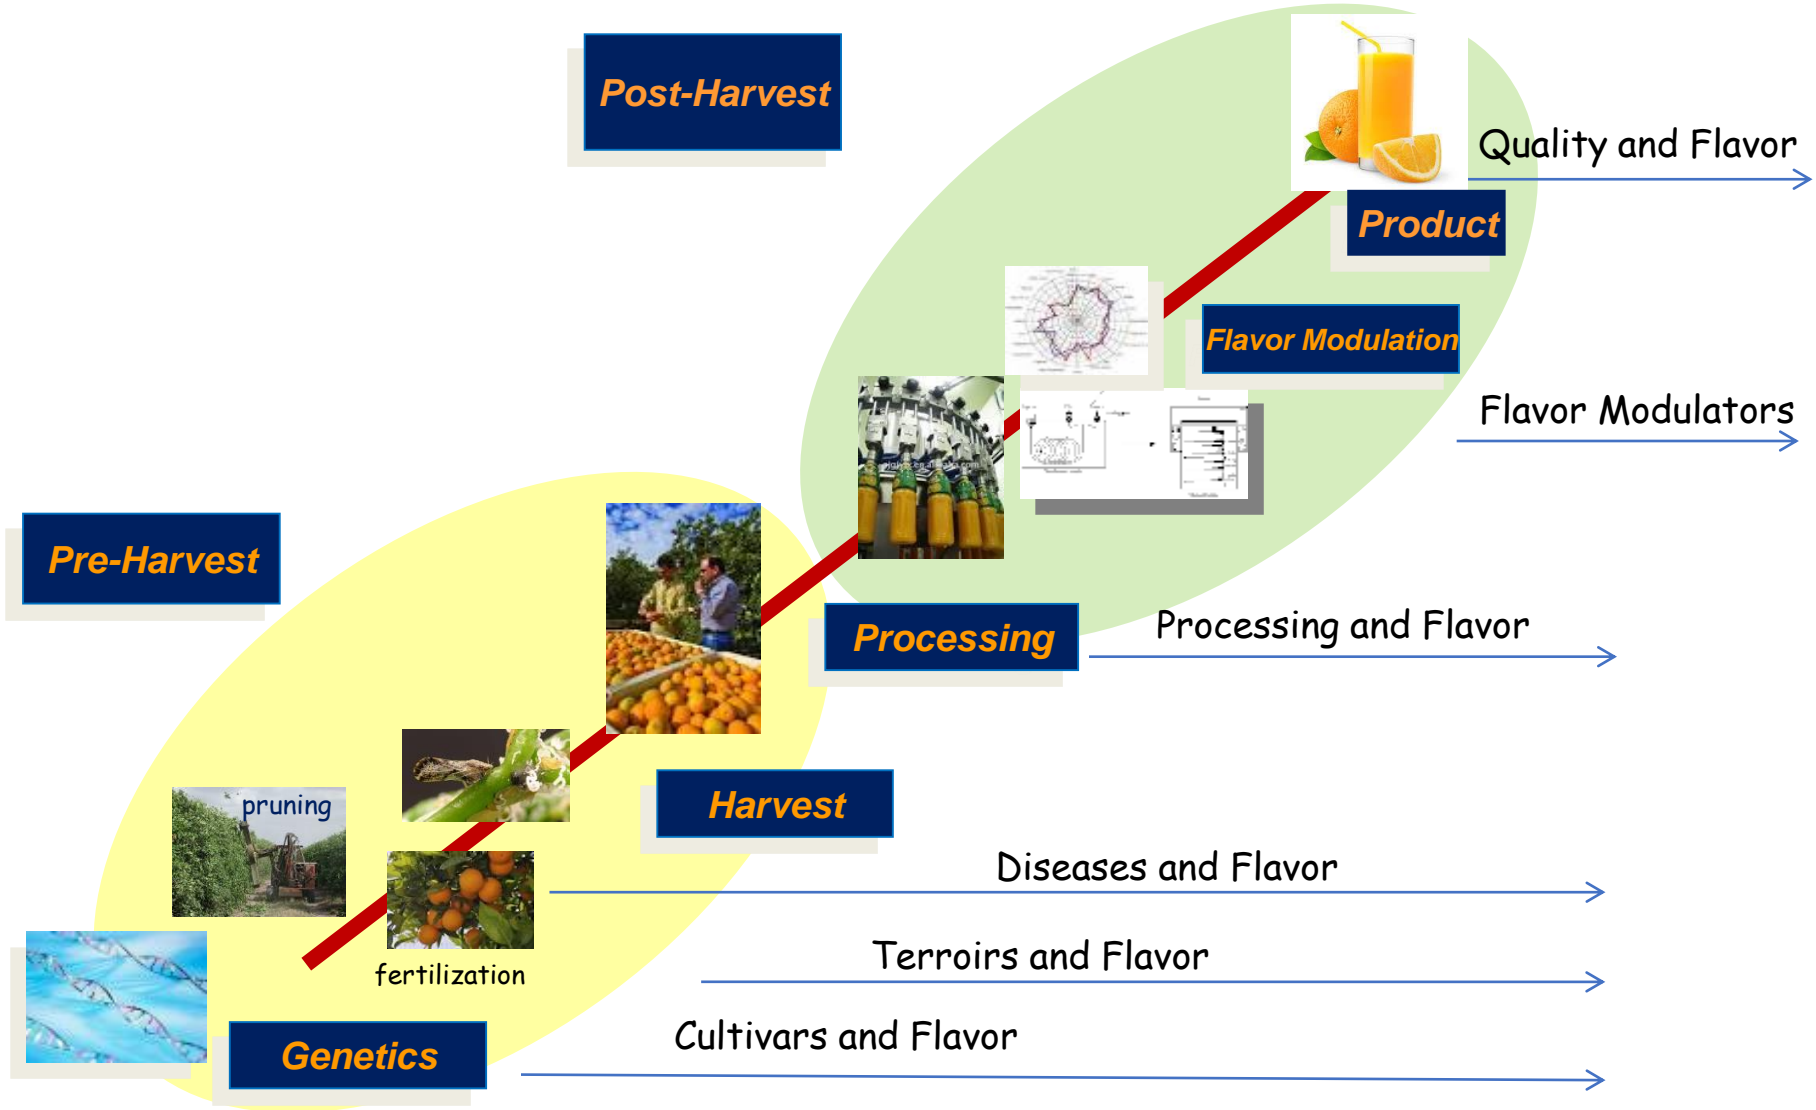 Post-Harvest
Quality and Flavor
Product
Flavor Modulation
Flavor Modulators
Pre-Harvest
Processing
Processing and Flavor
Harvest
pruning
Diseases and Flavor
Terroirs and Flavor
fertilization
Cultivars and Flavor
Genetics